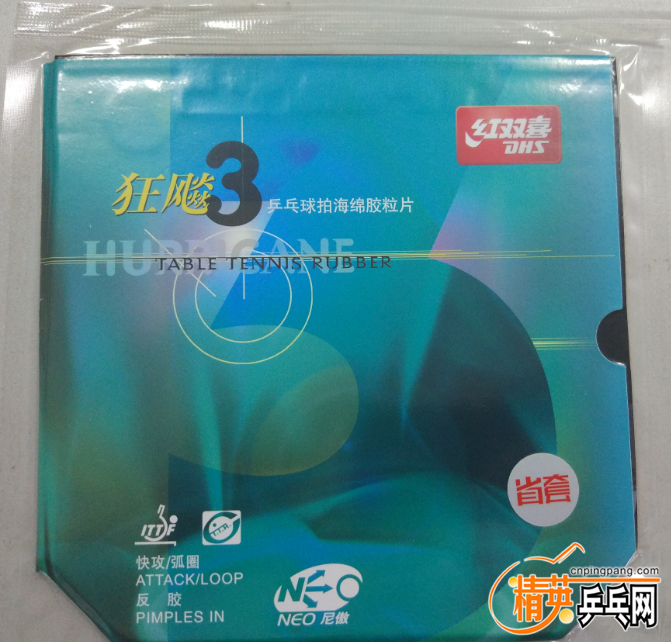 红双喜
DHS
狂飚3
乒乓球拍海绵胶粒片
HURRICANE
TABLE TENNIS RUBBER
省套
ITTF
快攻/弧圈
ATTACK/LOOP
反 胶
PIMPLES IN
NEO
NEO 尼傲
cnpingpang.com
精英乒乓网